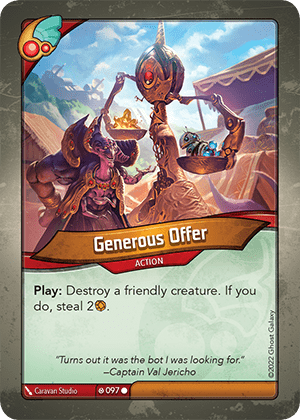 Generous Offer
ACTION
Play: Destroy a friendly creature. If you
do, steal 2.
"Turns out it was the bot I was looking for."
–Captain Val Jericho
©2022 Ghost Galaxy
Caravan Studio
097